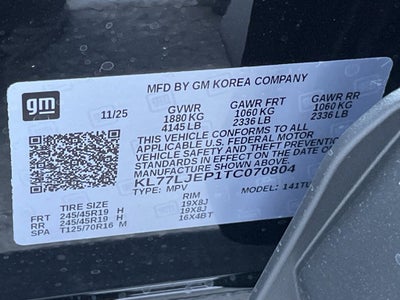 MFD BY GM KOREA COMPANY
gm
11/25 GVWR GAWR FRT GAWR RR
1880 KG 1060 KG 1060 KG
4145 LB 2336 LB 2336 LB
THIS VEHICLE CONFORMS TO ALL
APPLICABLE U.S. FEDERAL MOTOR
VEHICLE SAFETY AND THEFT PREVENTION
STANDARDS IN EFFECT ON THE DATE OF
MANUFACTURE SHOWN ABOVE.
KL77LJEP1TC070804
TYPE: MPV MODEL: 141TU
TIRE SIZE RIM
FRT 245/45R19 H 19X8J
RR 245/45R19 H 19X8J
SPA T125/70R16 M 16X4BT